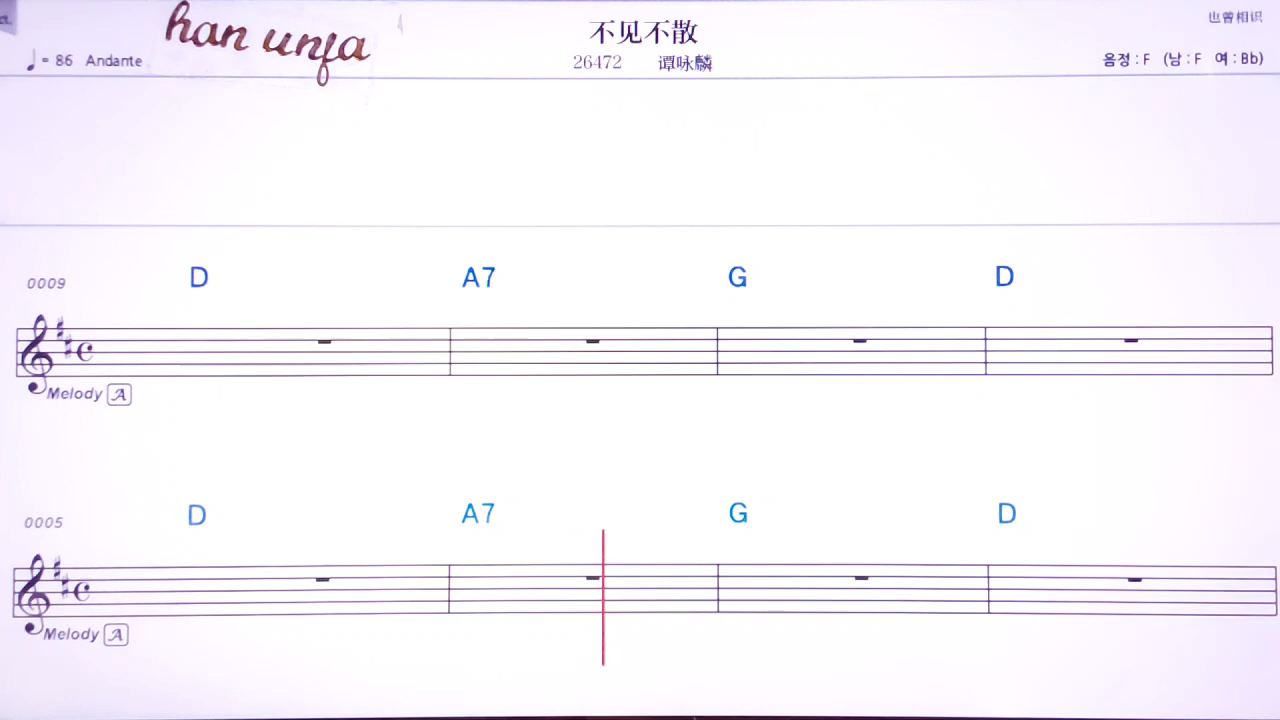 han unja
不见不散
也曾相识
♩= 86 Andante
26472 谭咏麟
음정 : F (남 : F 여 : Bb)
0009 D A7 G D
Melody A
0005 D A7 G D
Melody A